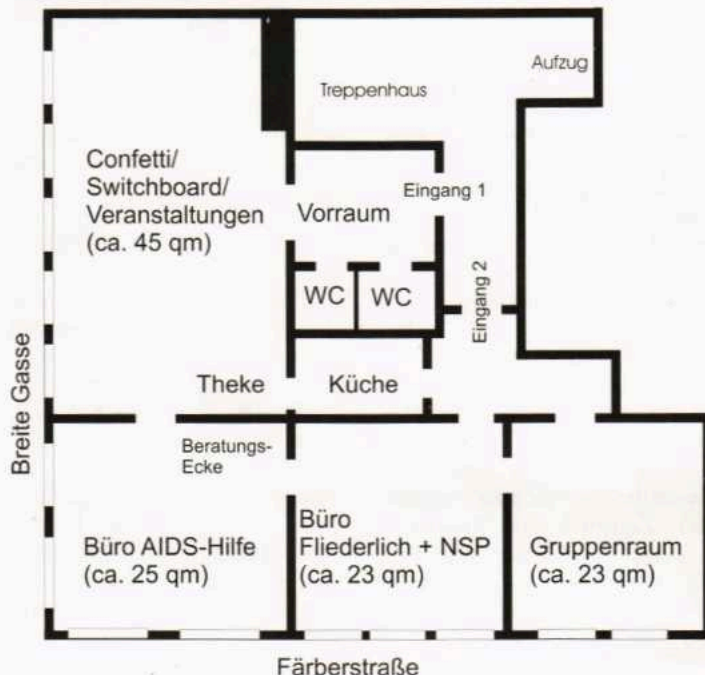 Aufzug
Treppenhaus
Confetti/
Switchboard/
Veranstaltungen
(ca. 45 qm)
Vorraum
Eingang 1
Eingang 2
WC
WC
Breite Gasse
Theke
Küche
Beratungs-
Ecke
Büro AIDS-Hilfe
(ca. 25 qm)
Büro
Fliederlich + NSP
(ca. 23 qm)
Gruppenraum
(ca. 23 qm)
Färberstraße